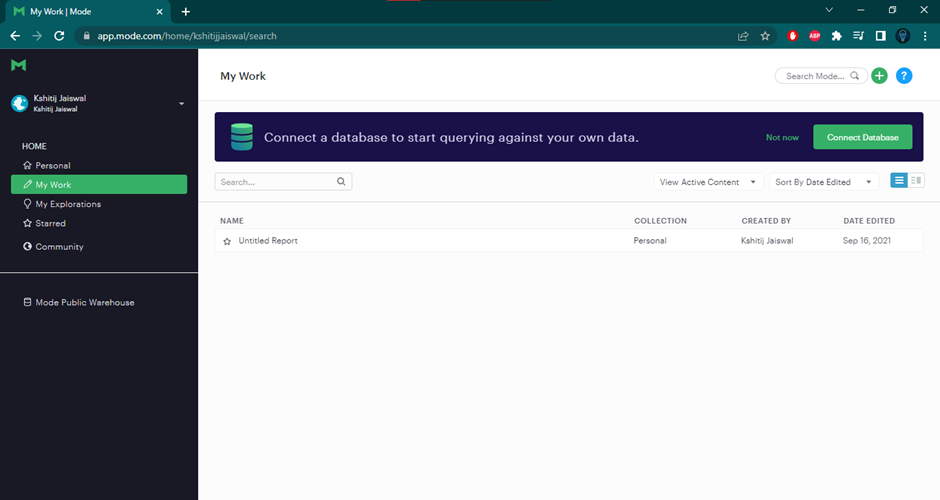 My Work | Mode
app.mode.com/home/kshitijjaiswal/search
ABP
Kshitij Jaiswal
Kshitij Jaiswal
HOME
Personal
My Work
My Explorations
Starred
Community
Mode Public Warehouse
My Work
Search Mode...
?
Connect a database to start querying against your own data.
Not now
Connect Database
Search...
View Active Content
Sort By Date Edited
NAME COLLECTION CREATED BY DATE EDITED
Untitled Report Personal Kshitij Jaiswal Sep 16, 2021